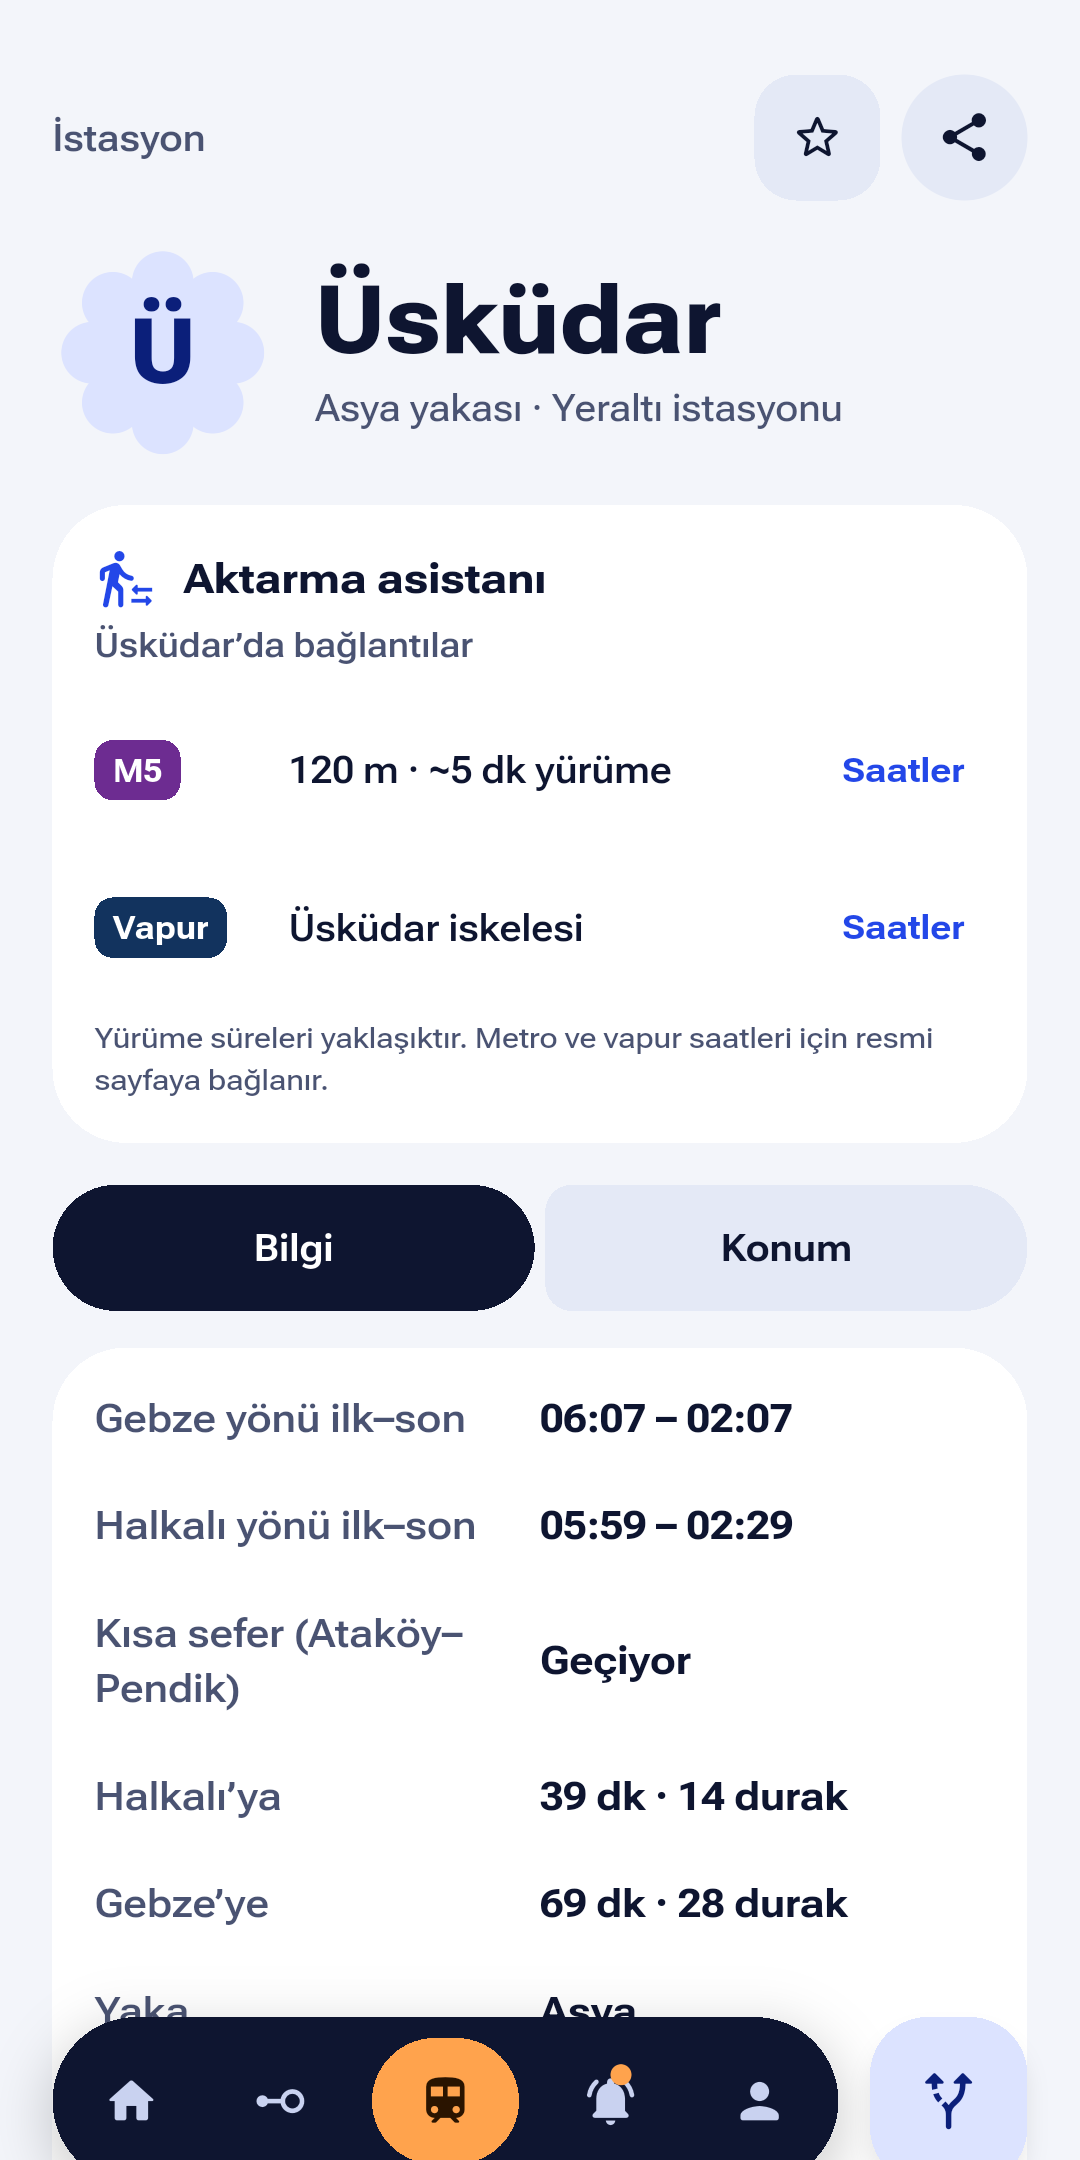 İstasyon
Ü
Üsküdar
Asya yakası · Yeraltı istasyonu
Aktarma asistanı
Üsküdar’da bağlantılar
M5
120 m · ~5 dk yürüme
Saatler
Vapur
Üsküdar iskelesi
Saatler
Yürüme süreleri yaklaşıktır. Metro ve vapur saatleri için resmi
sayfaya bağlanır.
Bilgi
Konum
Gebze yönü ilk–son
06:07 – 02:07
Halkalı yönü ilk–son
05:59 – 02:29
Kısa sefer (Ataköy–
Pendik)
Geçiyor
Halkalı’ya
39 dk · 14 durak
Gebze’ye
69 dk · 28 durak
Yaka
Asya